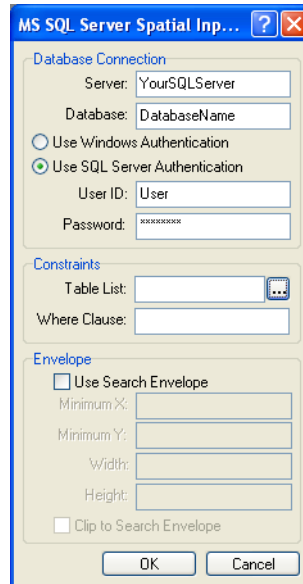 MS SQL Server Spatial Inp...
Database Connection
Server: YourSQLServer
Database: DatabaseName
Use Windows Authentication
Use SQL Server Authentication
User ID: User
Password: ********
Constraints
Table List: ...
Where Clause:
Envelope
Use Search Envelope
Minimum X:
Minimum Y:
Width:
Height:
Clip to Search Envelope
OK Cancel